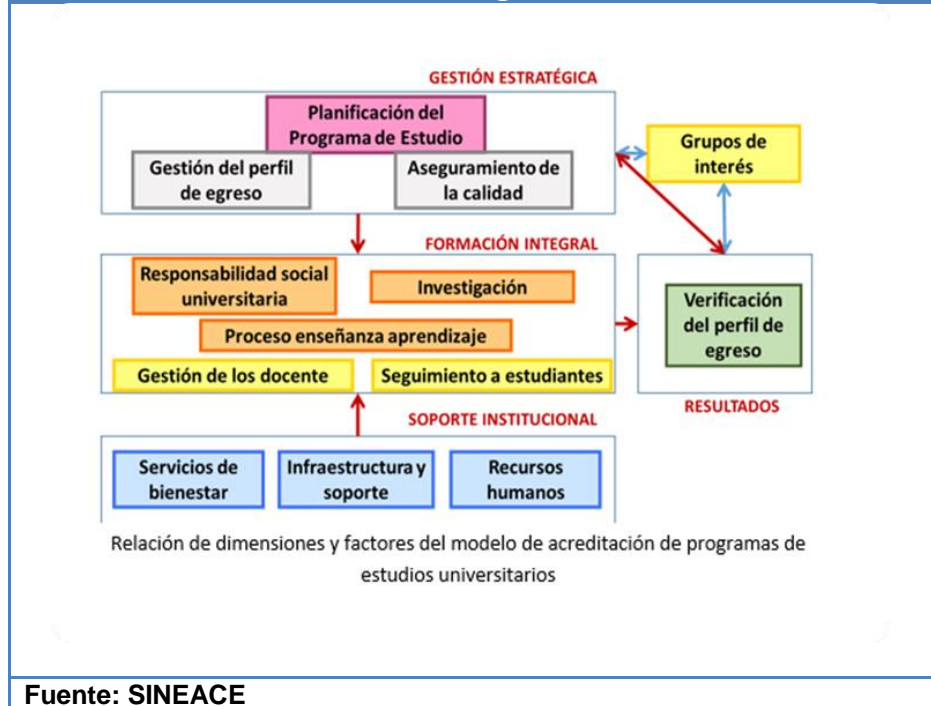 GESTIÓN ESTRATÉGICA
Planificación del
Programa de Estudio
Gestión del perfil
de egreso
Aseguramiento de
la calidad
Grupos de
interés
FORMACIÓN INTEGRAL
Responsabilidad social
universitaria
Investigación
Proceso enseñanza aprendizaje
Gestión de los docente
Seguimiento a estudiantes
Verificación
del perfil de
egreso
RESULTADOS
SOPORTE INSTITUCIONAL
Servicios de
bienestar
Infraestructura y
soporte
Recursos
humanos
Relación de dimensiones y factores del modelo de acreditación de programas de
estudios universitarios
Fuente: SINEACE